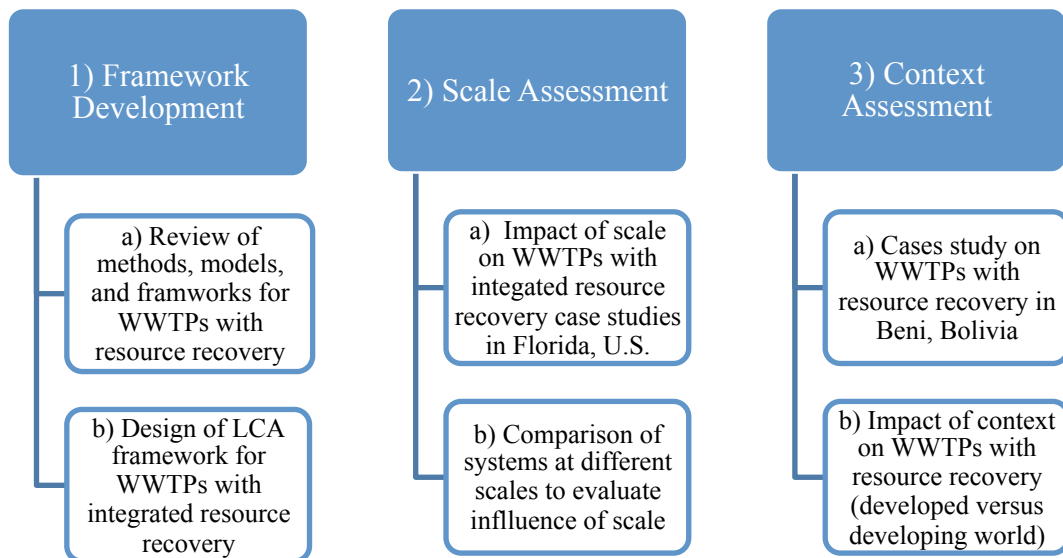 1) Framework
Development
a) Review of
methods, models,
and framworks for
WWTPs with
resource recovery
b) Design of LCA
framework for
WWTPs with
integrated resource
recovery
2) Scale Assessment
a) Impact of scale
on WWTPs with
integated resource
recovery case studies
in Florida, U.S.
b) Comparison of
systems at different
scales to evaluate
inflluence of scale
3) Context
Assessment
a) Cases study on
WWTPs with
resource recovery in
Beni, Bolivia
b) Impact of context
on WWTPs with
resource recovery
(developed versus
developing world)